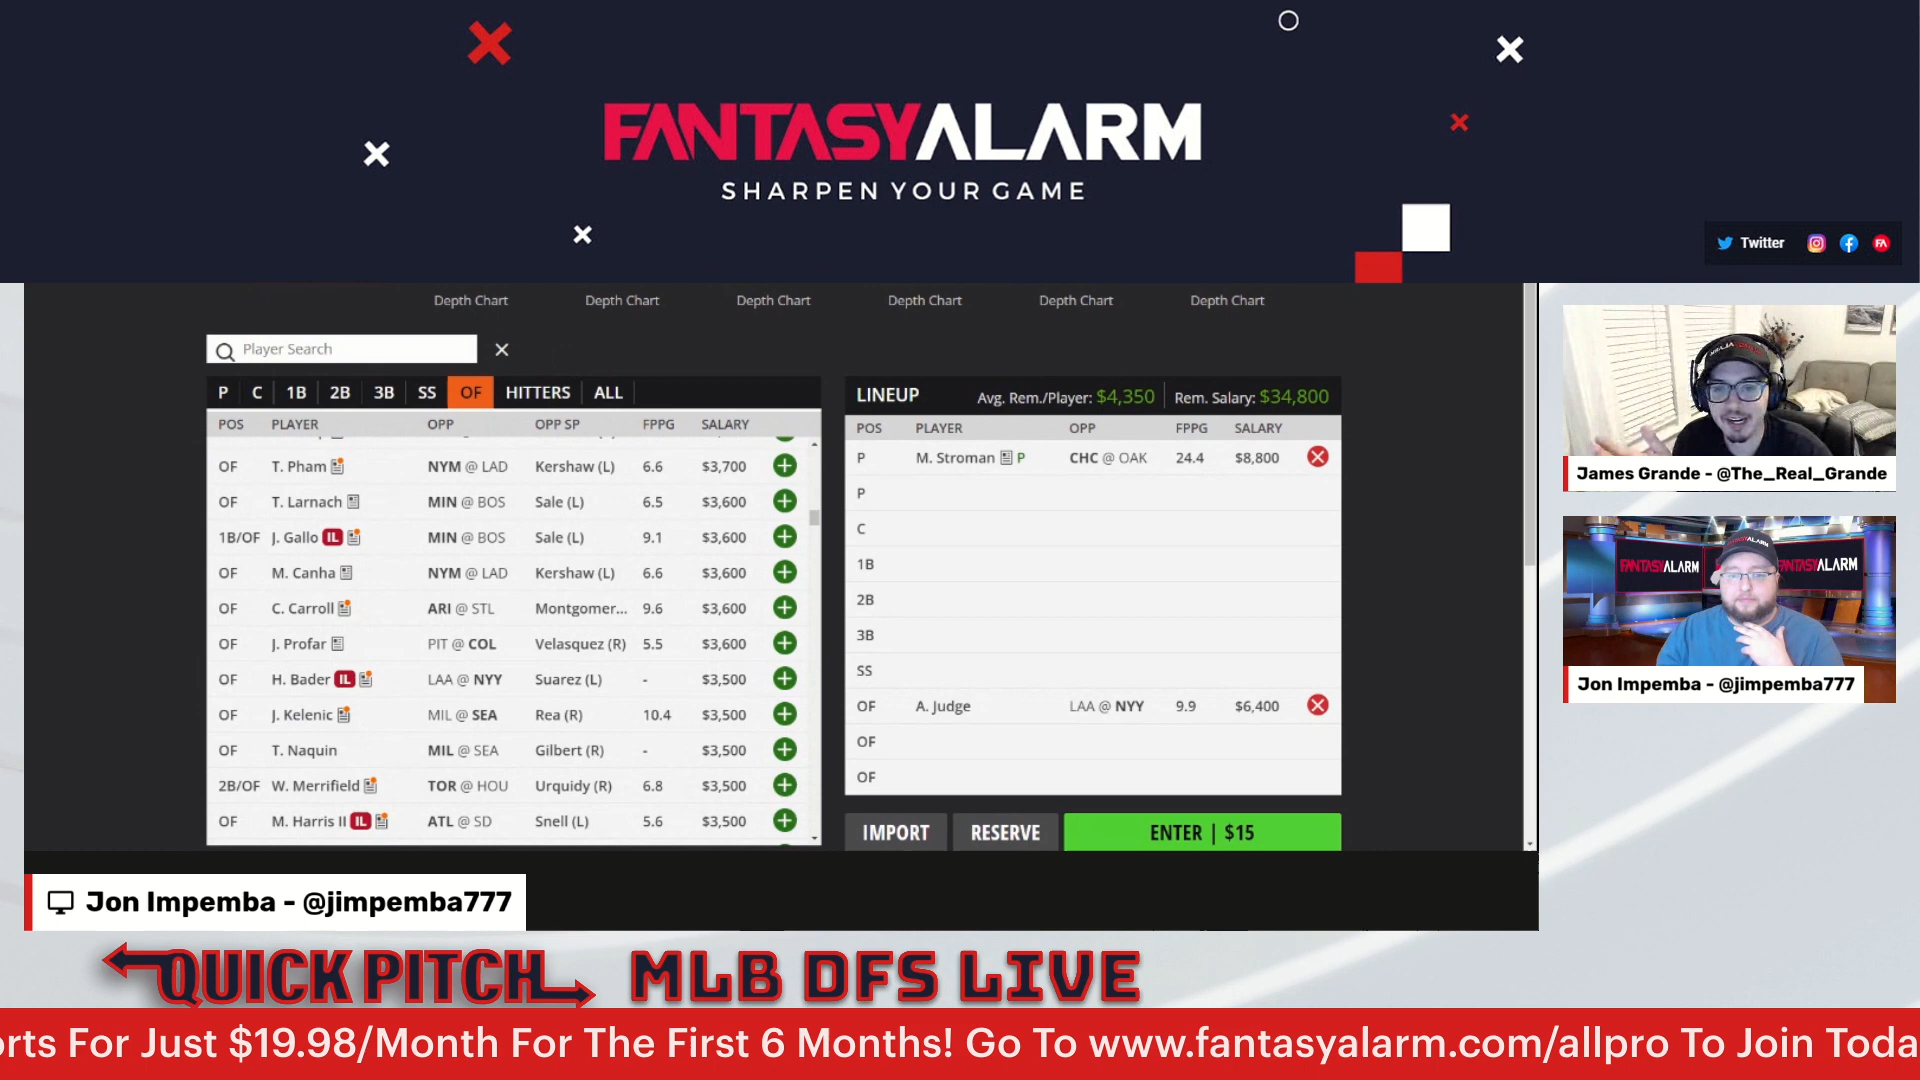 FANTASYALARM
SHARPEN YOUR GAME
Twitter
FA
Depth Chart Depth Chart Depth Chart Depth Chart Depth Chart Depth Chart
Player Search
P C 1B 2B 3B SS OF HITTERS ALL
POS PLAYER OPP OPP SP FPPG SALARY
OF T. Pham NYM @ LAD Kershaw (L) 6.6 $3,700
OF T. Larnach MIN @ BOS Sale (L) 6.5 $3,600
1B/OF J. Gallo IL MIN @ BOS Sale (L) 9.1 $3,600
OF M. Canha NYM @ LAD Kershaw (L) 6.6 $3,600
OF C. Carroll ARI @ STL Montgomer... 9.6 $3,600
OF J. Profar PIT @ COL Velasquez (R) 5.5 $3,600
OF H. Bader IL LAA @ NYY Suarez (L) - $3,500
OF J. Kelenic MIL @ SEA Rea (R) 10.4 $3,500
OF T. Naquin MIL @ SEA Gilbert (R) - $3,500
2B/OF W. Merrifield TOR @ HOU Urquidy (R) 6.8 $3,500
OF M. Harris II IL ATL @ SD Snell (L) 5.6 $3,500
LINEUP Avg. Rem./Player: $4,350 Rem. Salary: $34,800
POS PLAYER OPP FPPG SALARY
P M. Stroman P CHC @ OAK 24.4 $8,800
P
C
1B
2B
3B
SS
OF A. Judge LAA @ NYY 9.9 $6,400
OF
OF
IMPORT RESERVE ENTER | $15
James Grande - @The_Real_Grande
FANTASYALARM FANTASYALARM
Jon Impemba - @jimpemba777
Jon Impemba - @jimpemba777
QUICK PITCH MLB DFS LIVE
orts For Just $19.98/Month For The First 6 Months! Go To www.fantasyalarm.com/allpro To Join Toda